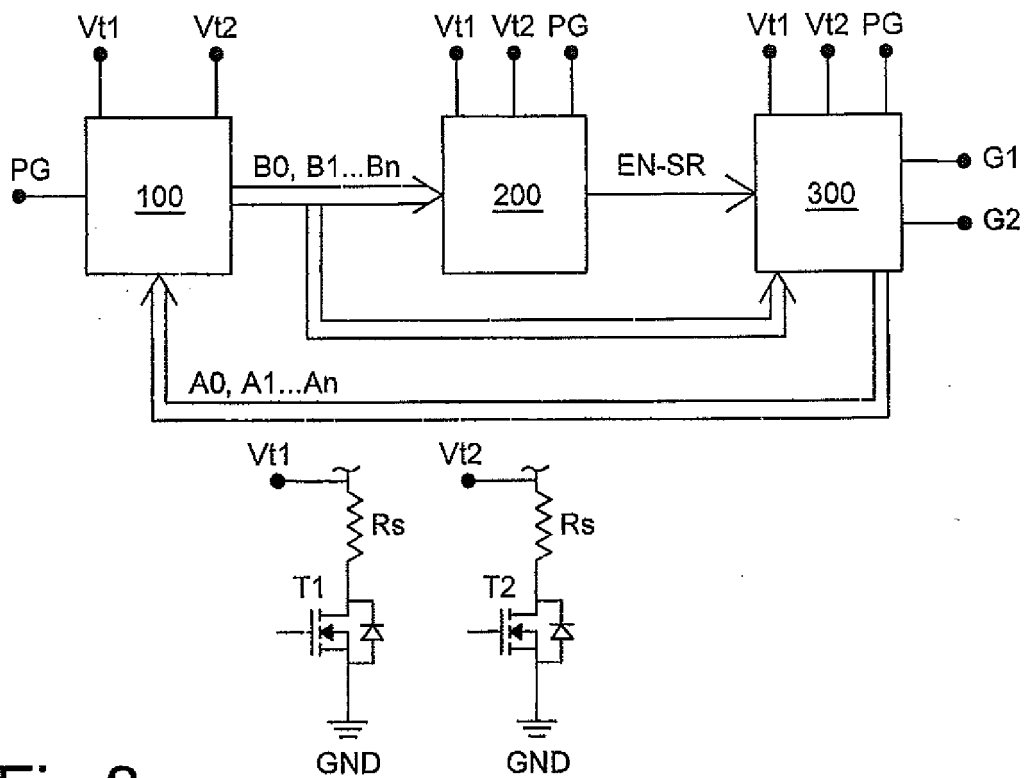 Vt1 Vt2 Vt1 Vt2 PG Vt1 Vt2 PG
PG 100 B0, B1...Bn 200 EN-SR 300 G1
G2
A0, A1...An
Vt1 Vt2
Rs Rs
T1 T2
GND GND